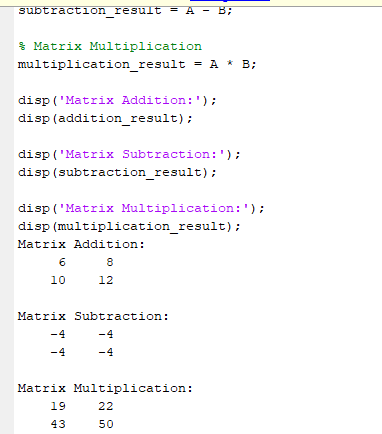 subtraction_result = A - B;
% Matrix Multiplication
multiplication_result = A * B;
disp('Matrix Addition:');
disp(addition_result);
disp('Matrix Subtraction:');
disp(subtraction_result);
disp('Matrix Multiplication:');
disp(multiplication_result);
Matrix Addition:
6 8
10 12
Matrix Subtraction:
-4 -4
-4 -4
Matrix Multiplication:
19 22
43 50